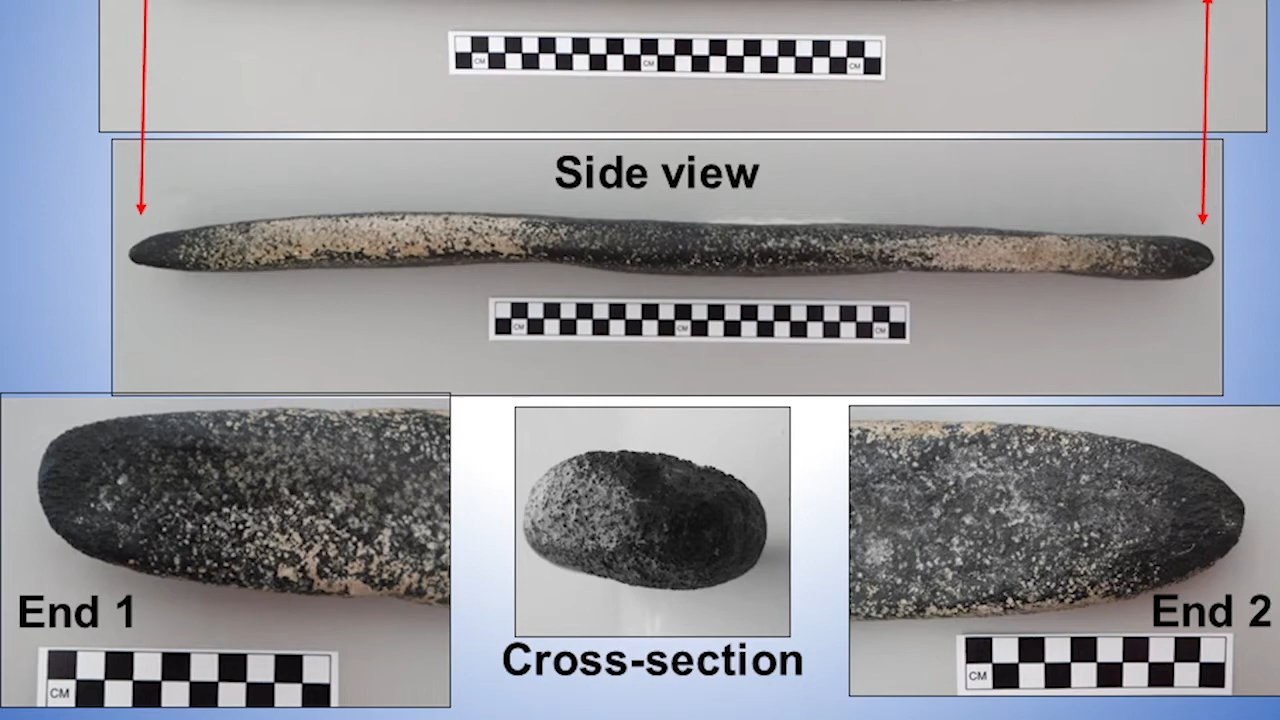 CM CM CM
Side view
CM CM CM
End 1
End 2
Cross-section
CM
CM